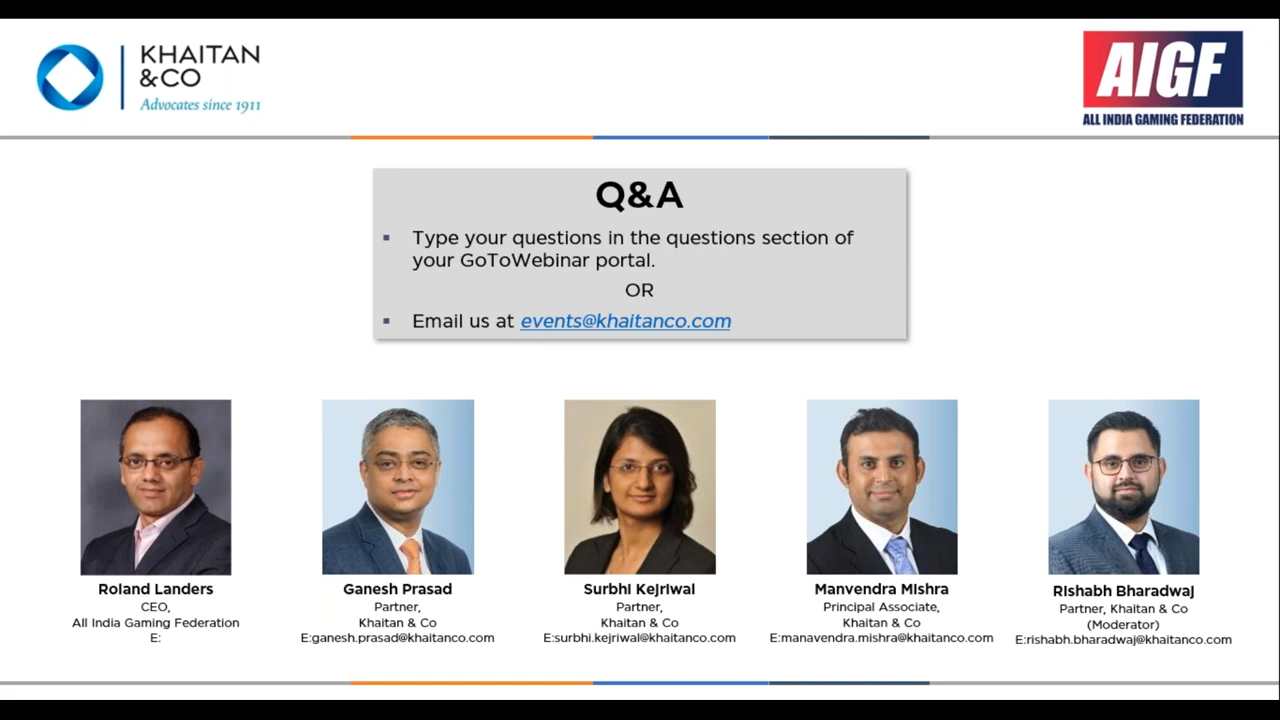 KHAITAN
&CO
Advocates since 1911
AIGF
ALL INDIA GAMING FEDERATION
Q&A
▪ Type your questions in the questions section of
your GoToWebinar portal.
OR
▪ Email us at events@khaitanco.com
Roland Landers
CEO,
All India Gaming Federation
E:
Ganesh Prasad
Partner,
Khaitan & Co
E:ganesh.prasad@khaitanco.com
Surbhi Kejriwal
Partner,
Khaitan & Co
E:surbhi.kejriwal@khaitanco.com
Manvendra Mishra
Principal Associate,
Khaitan & Co
E:manavendra.mishra@khaitanco.com
Rishabh Bharadwaj
Partner, Khaitan & Co
(Moderator)
E:rishabh.bharadwaj@khaitanco.com